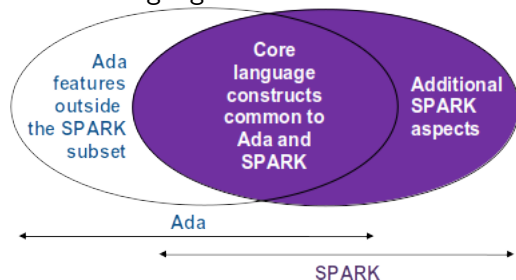 Ada
features
outside
the SPARK
subset
Core
language
constructs
common to
Ada and
SPARK
Additional
SPARK
aspects
Ada
SPARK